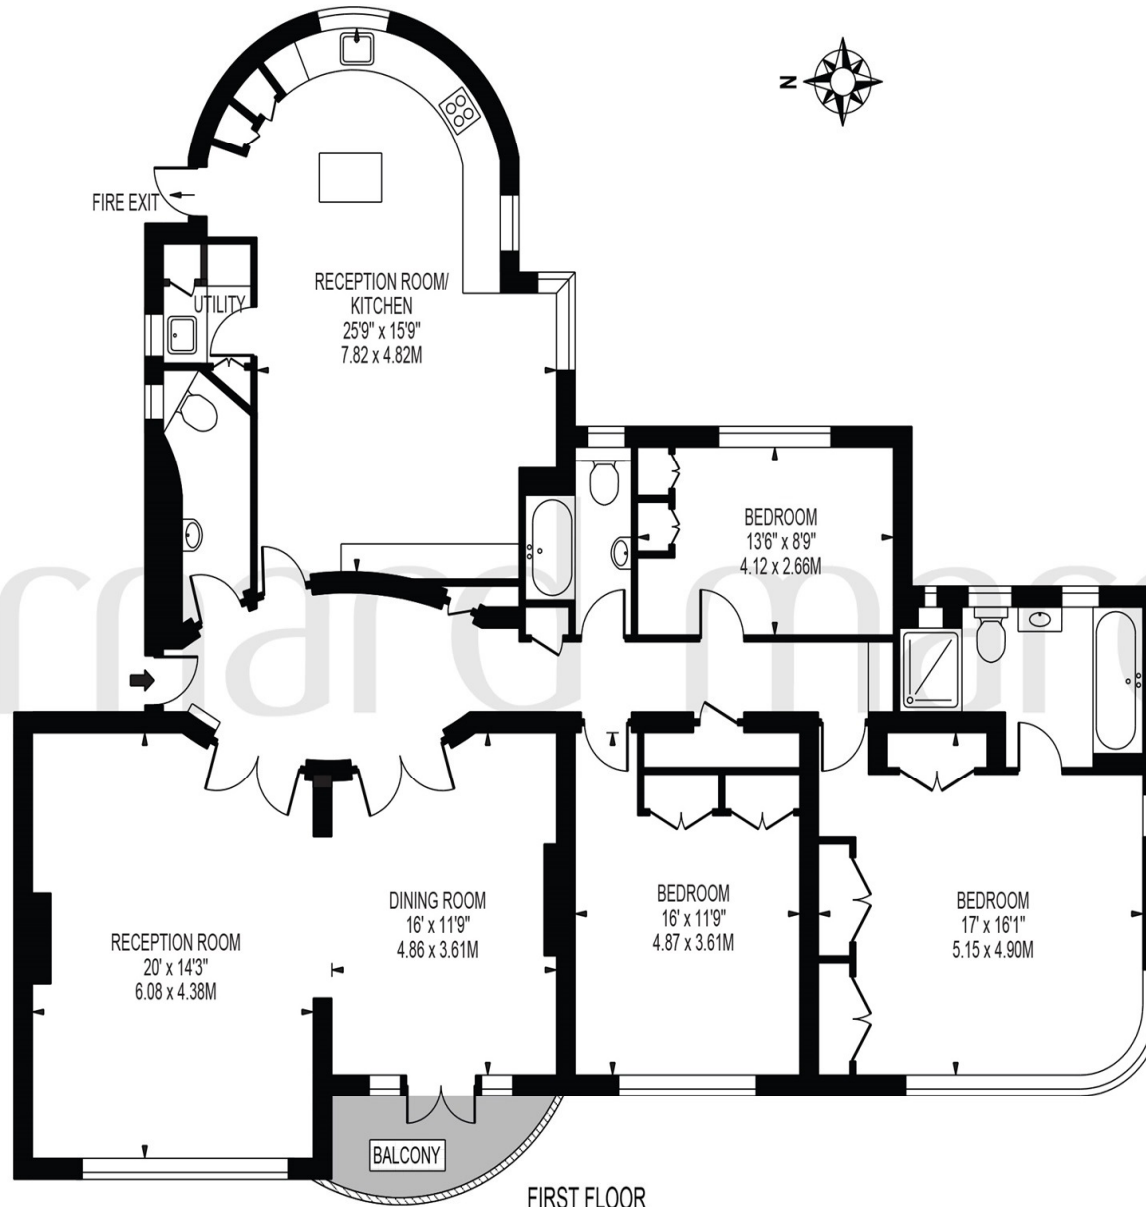 N
FIRE EXIT
RECEPTION ROOM/
KITCHEN
25'9" x 15'9"
7.82 x 4.82M
UTILITY
BEDROOM
13'6" x 8'9"
4.12 x 2.66M
DINING ROOM
16' x 11'9"
4.86 x 3.61M
BEDROOM
16' x 11'9"
4.87 x 3.61M
BEDROOM
17' x 16'1"
5.15 x 4.90M
RECEPTION ROOM
20' x 14'3"
6.08 x 4.38M
BALCONY
FIRST FLOOR